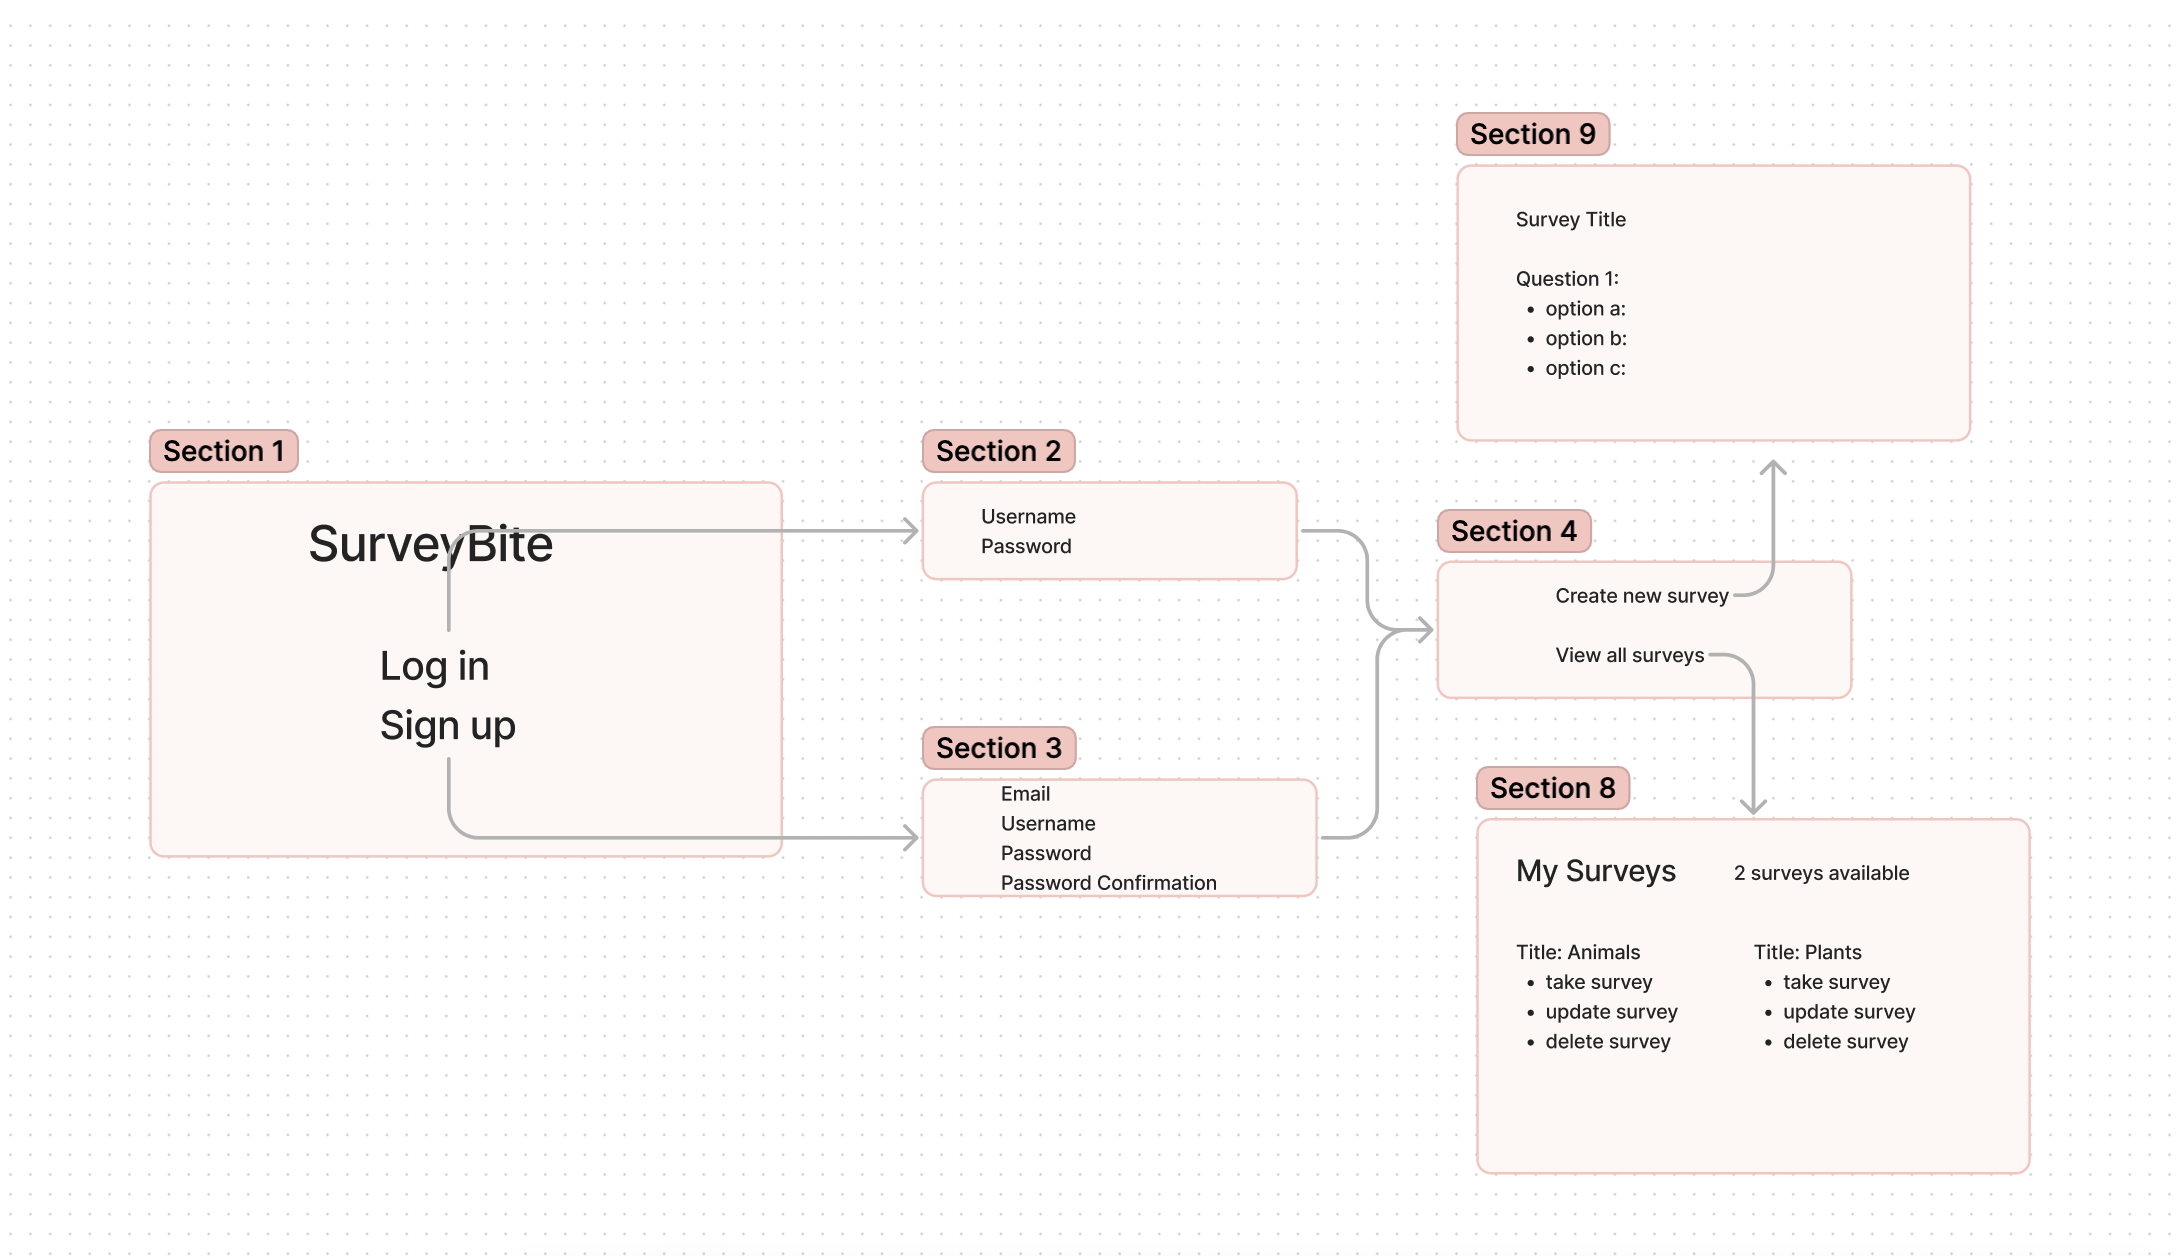 Section 1
SurveyBite
Log in
Sign up
Section 2
Username
Password
Section 3
Email
Username
Password
Password Confirmation
Section 9
Survey Title
Question 1:
• option a:
• option b:
• option c:
Section 4
Create new survey
View all surveys
Section 8
My Surveys
2 surveys available
Title: Animals
• take survey
• update survey
• delete survey
Title: Plants
• take survey
• update survey
• delete survey